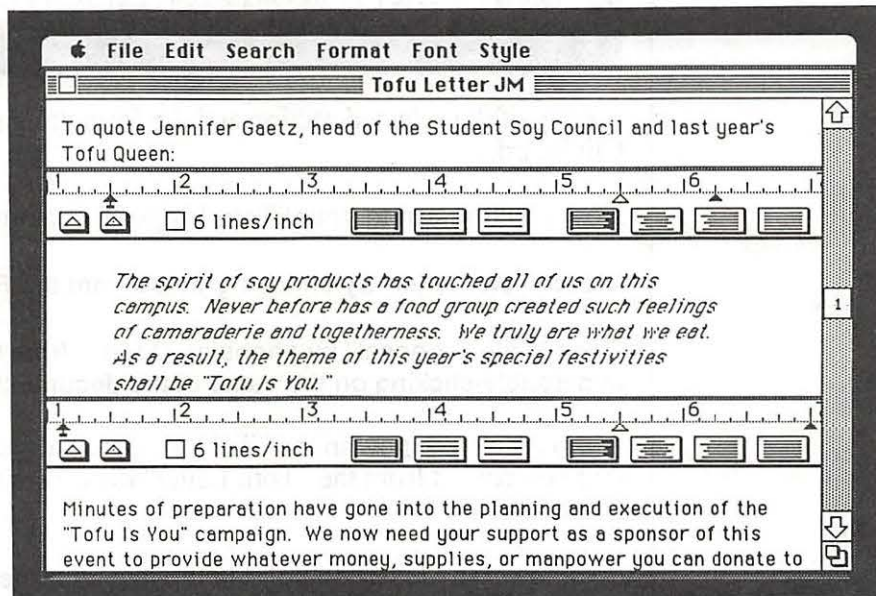 File Edit Search Format Font Style
Tofu Letter JM
To quote Jennifer Gaetz, head of the Student Soy Council and last year's
Tofu Queen:
1 2 3 4 5 6 7
6 lines/inch
The spirit of soy products has touched all of us on this
campus. Never before has a food group created such feelings
of camaraderie and togetherness. We truly are what we eat.
As a result, the theme of this year's special festivities
shall be "Tofu Is You."
1
1 2 3 4 5 6 7
6 lines/inch
Minutes of preparation have gone into the planning and execution of the
"Tofu Is You" campaign. We now need your support as a sponsor of this
event to provide whatever money, supplies, or manpower you can donate to